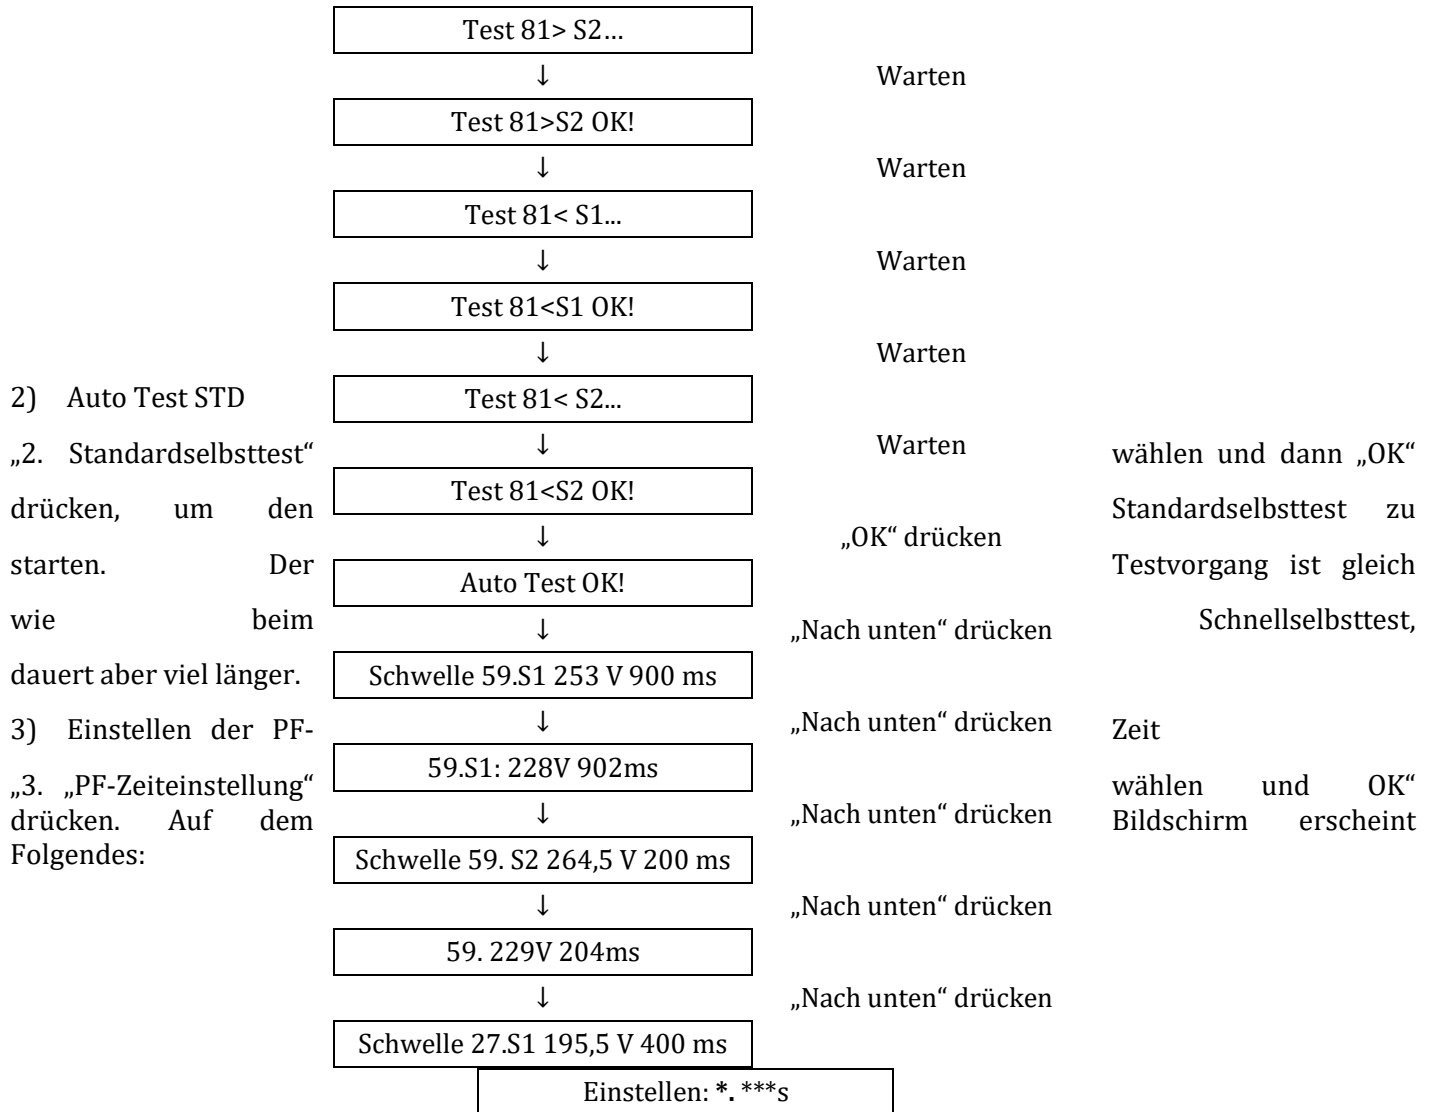 Test 81> S2…
↓ Warten
Test 81>S2 OK!
↓ Warten
Test 81< S1...
↓ Warten
Test 81<S1 OK!
↓ Warten
2) Auto Test STD
Test 81< S2...
„2. Standardselbsttest“ wählen und dann „OK“
↓ Warten
drücken, um den Standardselbsttest zu
Test 81<S2 OK!
↓ „OK“ drücken
starten. Der Testvorgang ist gleich
Auto Test OK!
wie beim Schnellselbsttest,
↓ „Nach unten“ drücken
dauert aber viel länger.
Schwelle 59.S1 253 V 900 ms
3) Einstellen der PF- Zeit
↓ „Nach unten“ drücken
59.S1: 228V 902ms
„3. „PF-Zeiteinstellung“ wählen und OK“
drücken. Auf dem Bildschirm erscheint
Folgendes:
↓ „Nach unten“ drücken
Schwelle 59. S2 264,5 V 200 ms
↓ „Nach unten“ drücken
59. 229V 204ms
↓ „Nach unten“ drücken
Schwelle 27.S1 195,5 V 400 ms
Einstellen: *. ***s